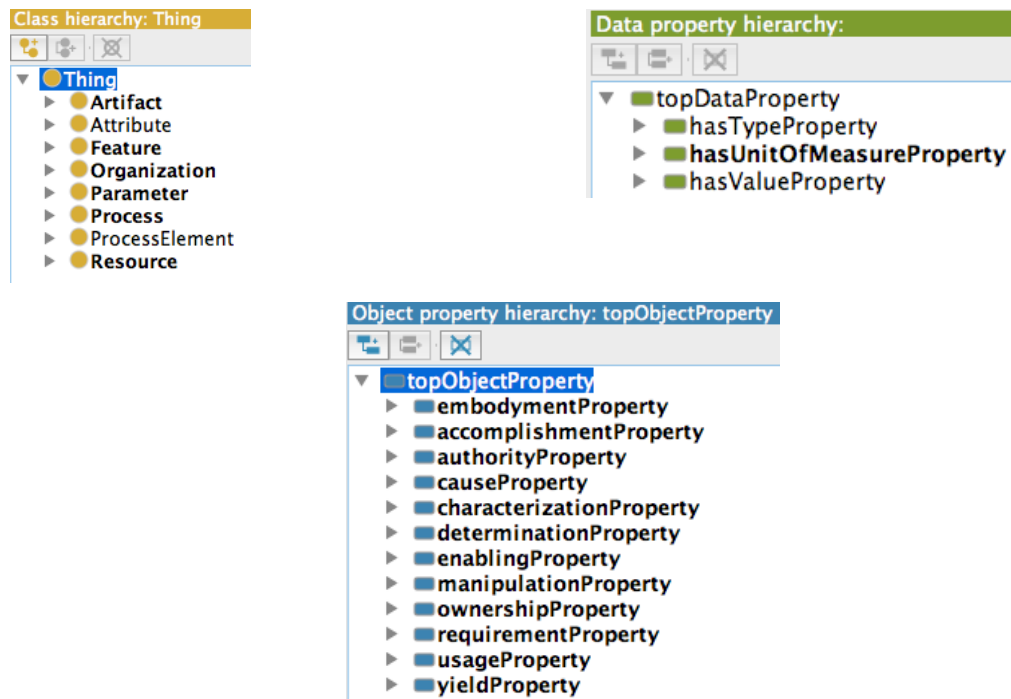 Class hierarchy: Thing
Thing
Artifact
Attribute
Feature
Organization
Parameter
Process
ProcessElement
Resource
Data property hierarchy:
topDataProperty
hasTypeProperty
hasUnitOfMeasureProperty
hasValueProperty
Object property hierarchy: topObjectProperty
topObjectProperty
embodymentProperty
accomplishmentProperty
authorityProperty
causeProperty
characterizationProperty
determinationProperty
enablingProperty
manipulationProperty
ownershipProperty
requirementProperty
usageProperty
yieldProperty